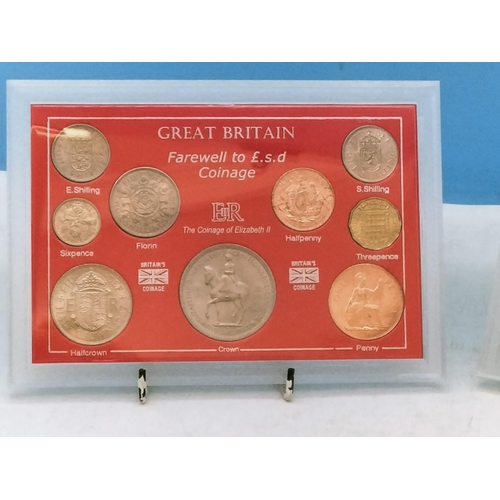 GREAT BRITAIN
Farewell to £.s.d
Coinage
E.Shilling
S.Shilling
EIIR
The Coinage of Elizabeth II
Sixpence
Florin
Halfpenny
Threepence
BRITAIN'S
COINAGE
BRITAIN'S
COINAGE
Halfcrown
Crown
Penny